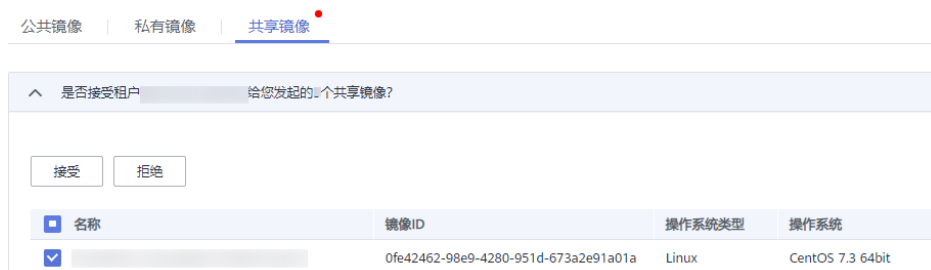 公共镜像 私有镜像 共享镜像
是否接受租户 给您发起的 个共享镜像?
接受 拒绝
名称 镜像ID 操作系统类型 操作系统
0fe42462-98e9-4280-951d-673a2e91a01a Linux CentOS 7.3 64bit